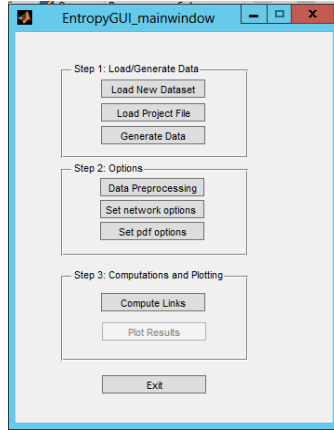 EntropyGUI_mainwindow
Step 1: Load/Generate Data
Load New Dataset
Load Project File
Generate Data
Step 2: Options
Data Preprocessing
Set network options
Set pdf options
Step 3: Computations and Plotting
Compute Links
Plot Results
Exit